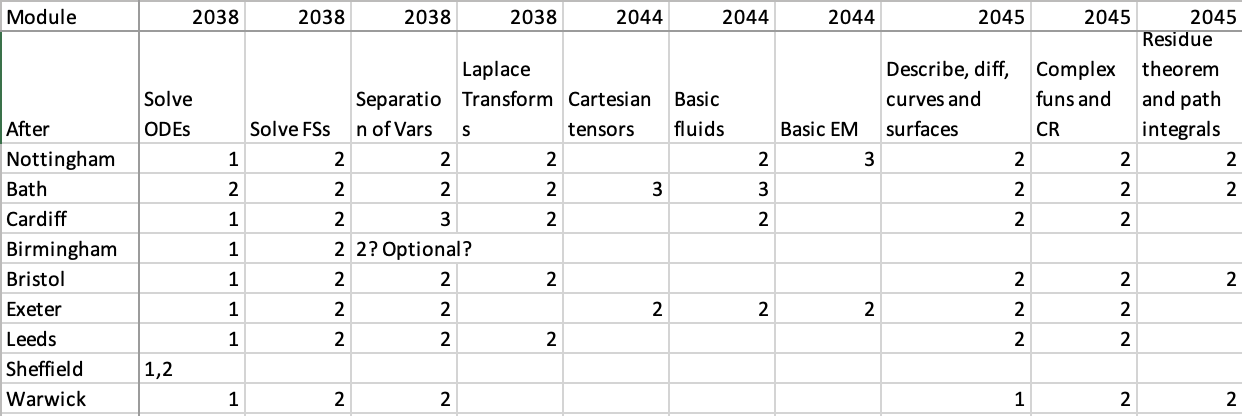 Module 2038 2038 2038 2038 2044 2044 2044 2045 2045 2045
After Solve ODEs Solve FSs Separatio n of Vars Laplace Transform s Cartesian tensors Basic fluids Basic EM Describe, diff, curves and surfaces Complex funs and CR Residue theorem and path integrals
Nottingham 1 2 2 2 2 3 2 2 2
Bath 2 2 2 2 3 3 2 2 2
Cardiff 1 2 3 2 2 2 2
Birmingham 1 2 2? Optional?
Bristol 1 2 2 2 2 2 2
Exeter 1 2 2 2 2 2 2 2
Leeds 1 2 2 2 2 2
Sheffield 1,2
Warwick 1 2 2 1 2 2